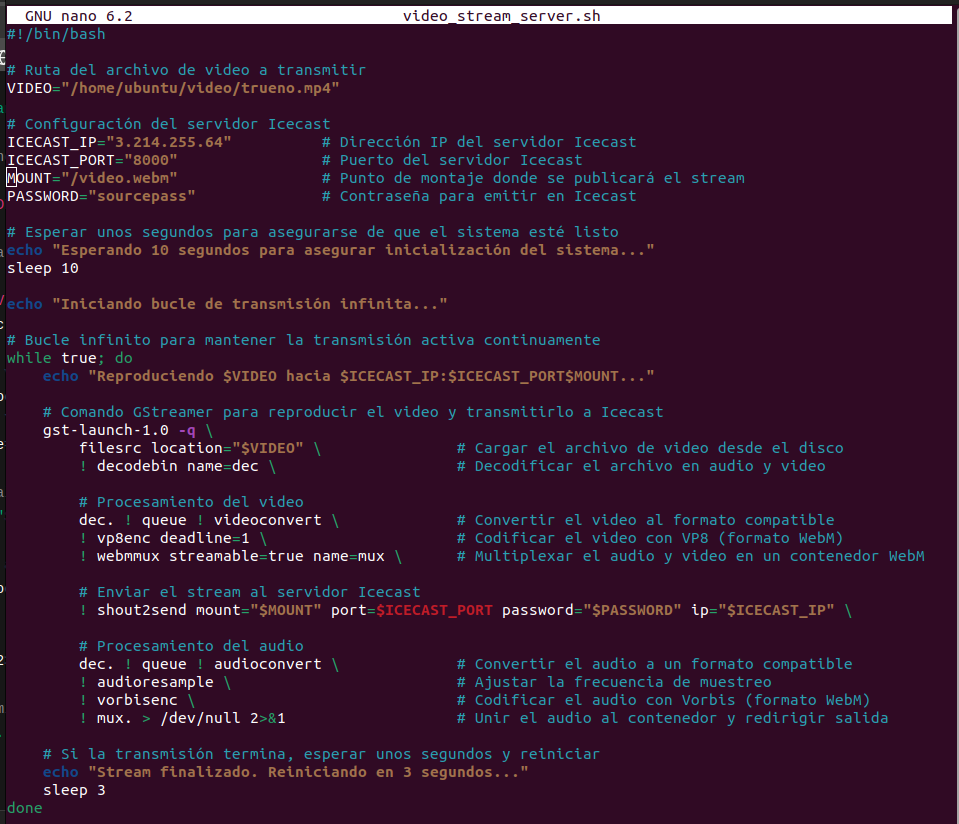 GNU nano 6.2 video_stream_server.sh
#!/bin/bash
# Ruta del archivo de video a transmitir
VIDEO="/home/ubuntu/video/trueno.mp4"
# Configuración del servidor Icecast
ICECAST_IP="3.214.255.64" # Dirección IP del servidor Icecast
ICECAST_PORT="8000" # Puerto del servidor Icecast
MOUNT="/video.webm" # Punto de montaje donde se publicará el stream
PASSWORD="sourcepass" # Contraseña para emitir en Icecast
# Esperar unos segundos para asegurarse de que el sistema esté listo
echo "Esperando 10 segundos para asegurar inicialización del sistema..."
sleep 10
echo "Iniciando bucle de transmisión infinita..."
# Bucle infinito para mantener la transmisión activa continuamente
while true; do
echo "Reproduciendo $VIDEO hacia $ICECAST_IP:$ICECAST_PORT$MOUNT..."
# Comando GStreamer para reproducir el video y transmitirlo a Icecast
gst-launch-1.0 -q \
filesrc location="$VIDEO" \ # Cargar el archivo de video desde el disco
! decodebin name=dec \ # Decodificar el archivo en audio y video
# Procesamiento del video
dec. ! queue ! videoconvert \ # Convertir el video al formato compatible
! vp8enc deadline=1 \ # Codificar el video con VP8 (formato WebM)
! webmmux streamable=true name=mux \ # Multiplexar el audio y video en un contenedor WebM
# Enviar el stream al servidor Icecast
! shout2send mount="$MOUNT" port=$ICECAST_PORT password="$PASSWORD" ip="$ICECAST_IP" \
# Procesamiento del audio
dec. ! queue ! audioconvert \ # Convertir el audio a un formato compatible
! audioresample \ # Ajustar la frecuencia de muestreo
! vorbisenc \ # Codificar el audio con Vorbis (formato WebM)
! mux. > /dev/null 2>&1 # Unir el audio al contenedor y redirigir salida
# Si la transmisión termina, esperar unos segundos y reiniciar
echo "Stream finalizado. Reiniciando en 3 segundos..."
sleep 3
done